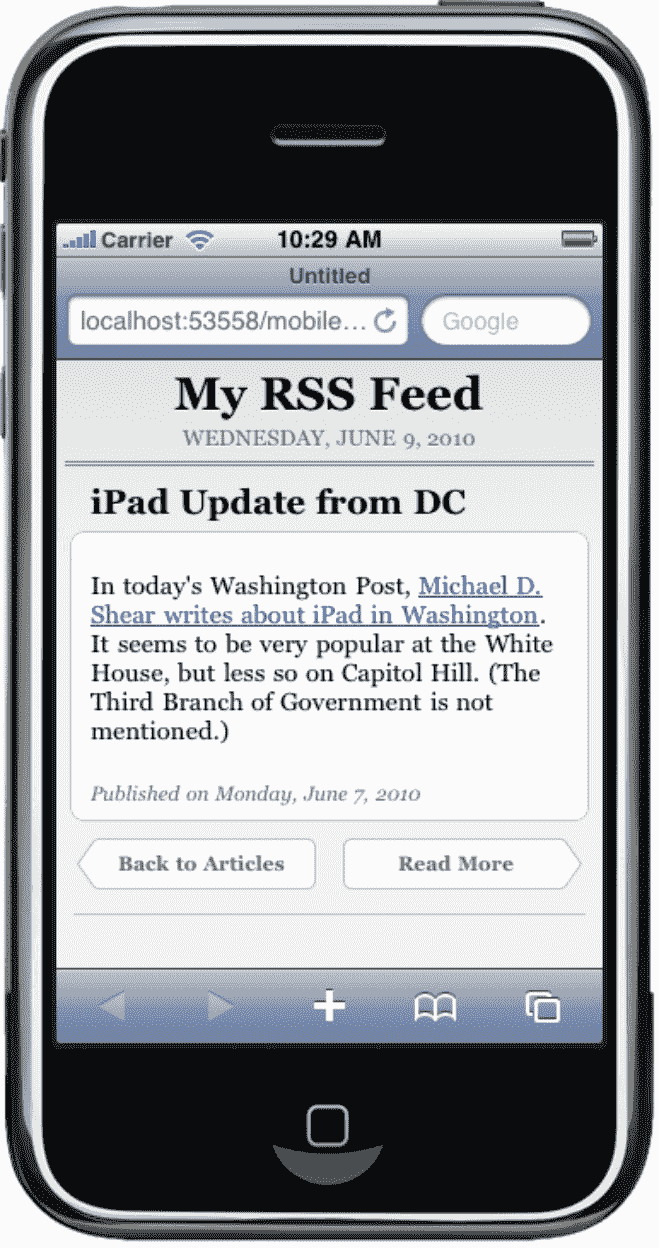 Carrier 10:29 AM
Untitled
localhost:53558/mobile... Google
My RSS Feed
WEDNESDAY, JUNE 9, 2010
iPad Update from DC
In today's Washington Post, Michael D.
Shear writes about iPad in Washington.
It seems to be very popular at the White
House, but less so on Capitol Hill. (The
Third Branch of Government is not
mentioned.)
Published on Monday, June 7, 2010
Back to Articles Read More